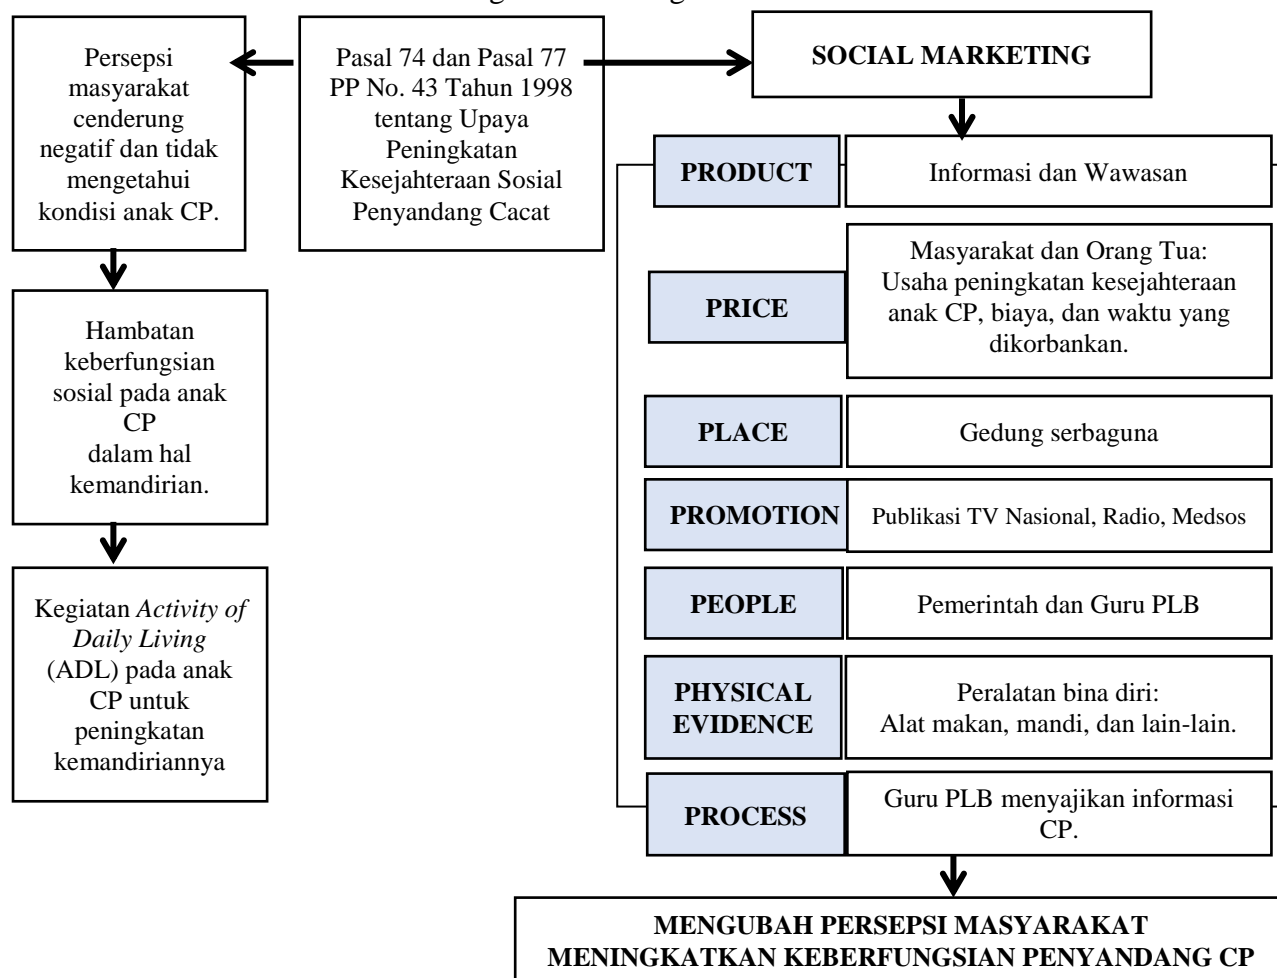 Persepsi
masyarakat
cenderung
negatif dan tidak
mengetahui
kondisi anak CP.
Pasal 74 dan Pasal 77
PP No. 43 Tahun 1998
tentang Upaya
Peningkatan
Kesejahteraan Sosial
Penyandang Cacat
SOCIAL MARKETING
Hambatan
keberfungsian
sosial pada anak
CP
dalam hal
kemandirian.
Kegiatan Activity of
Daily Living
(ADL) pada anak
CP untuk
peningkatan
kemandiriannya
PRODUCT
Informasi dan Wawasan
PRICE
Masyarakat dan Orang Tua:
Usaha peningkatan kesejahteraan
anak CP, biaya, dan waktu yang
dikorbankan.
PLACE
Gedung serbaguna
PROMOTION
Publikasi TV Nasional, Radio, Medsos
PEOPLE
Pemerintah dan Guru PLB
PHYSICAL
EVIDENCE
Peralatan bina diri:
Alat makan, mandi, dan lain-lain.
PROCESS
Guru PLB menyajikan informasi
CP.
MENGUBAH PERSEPSI MASYARAKAT
MENINGKATKAN KEBERFUNGSIAN PENYANDANG CP